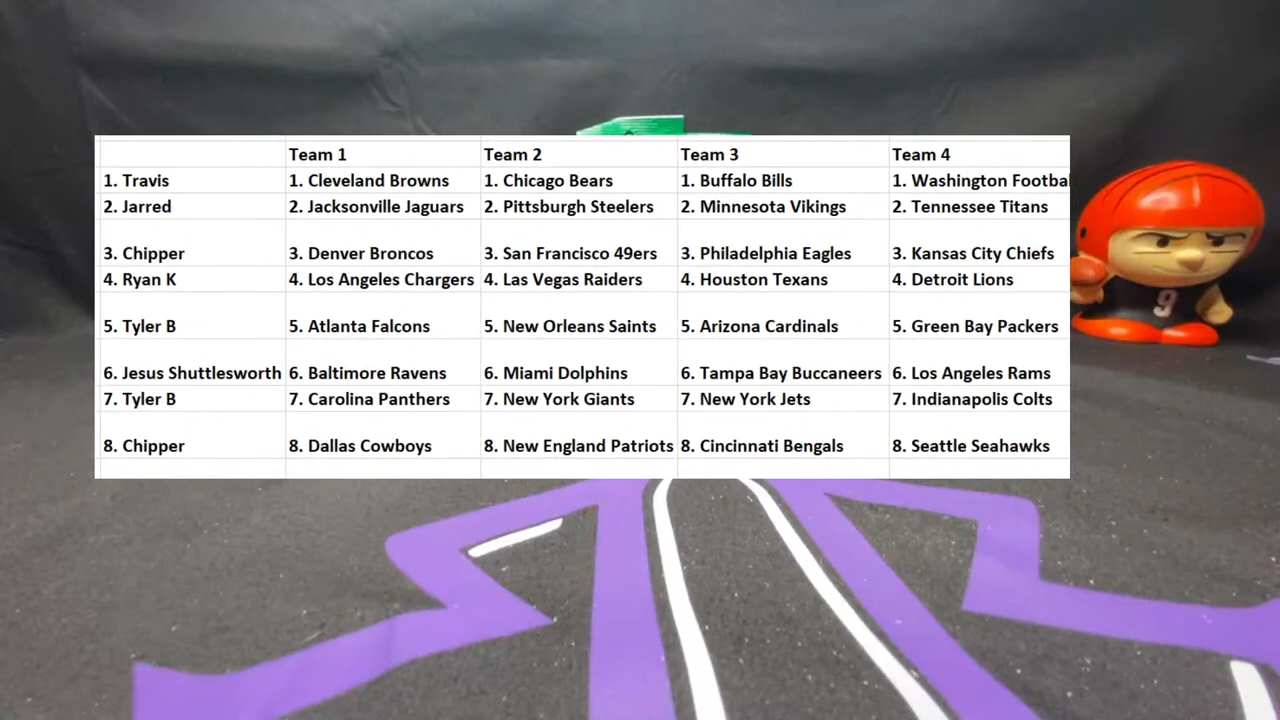 Team 1 Team 2 Team 3 Team 4
1. Travis 1. Cleveland Browns 1. Chicago Bears 1. Buffalo Bills 1. Washington Footbal
2. Jarred 2. Jacksonville Jaguars 2. Pittsburgh Steelers 2. Minnesota Vikings 2. Tennessee Titans
3. Chipper 3. Denver Broncos 3. San Francisco 49ers 3. Philadelphia Eagles 3. Kansas City Chiefs
4. Ryan K 4. Los Angeles Chargers 4. Las Vegas Raiders 4. Houston Texans 4. Detroit Lions
5. Tyler B 5. Atlanta Falcons 5. New Orleans Saints 5. Arizona Cardinals 5. Green Bay Packers
6. Jesus Shuttlesworth 6. Baltimore Ravens 6. Miami Dolphins 6. Tampa Bay Buccaneers 6. Los Angeles Rams
7. Tyler B 7. Carolina Panthers 7. New York Giants 7. New York Jets 7. Indianapolis Colts
8. Chipper 8. Dallas Cowboys 8. New England Patriots 8. Cincinnati Bengals 8. Seattle Seahawks
9